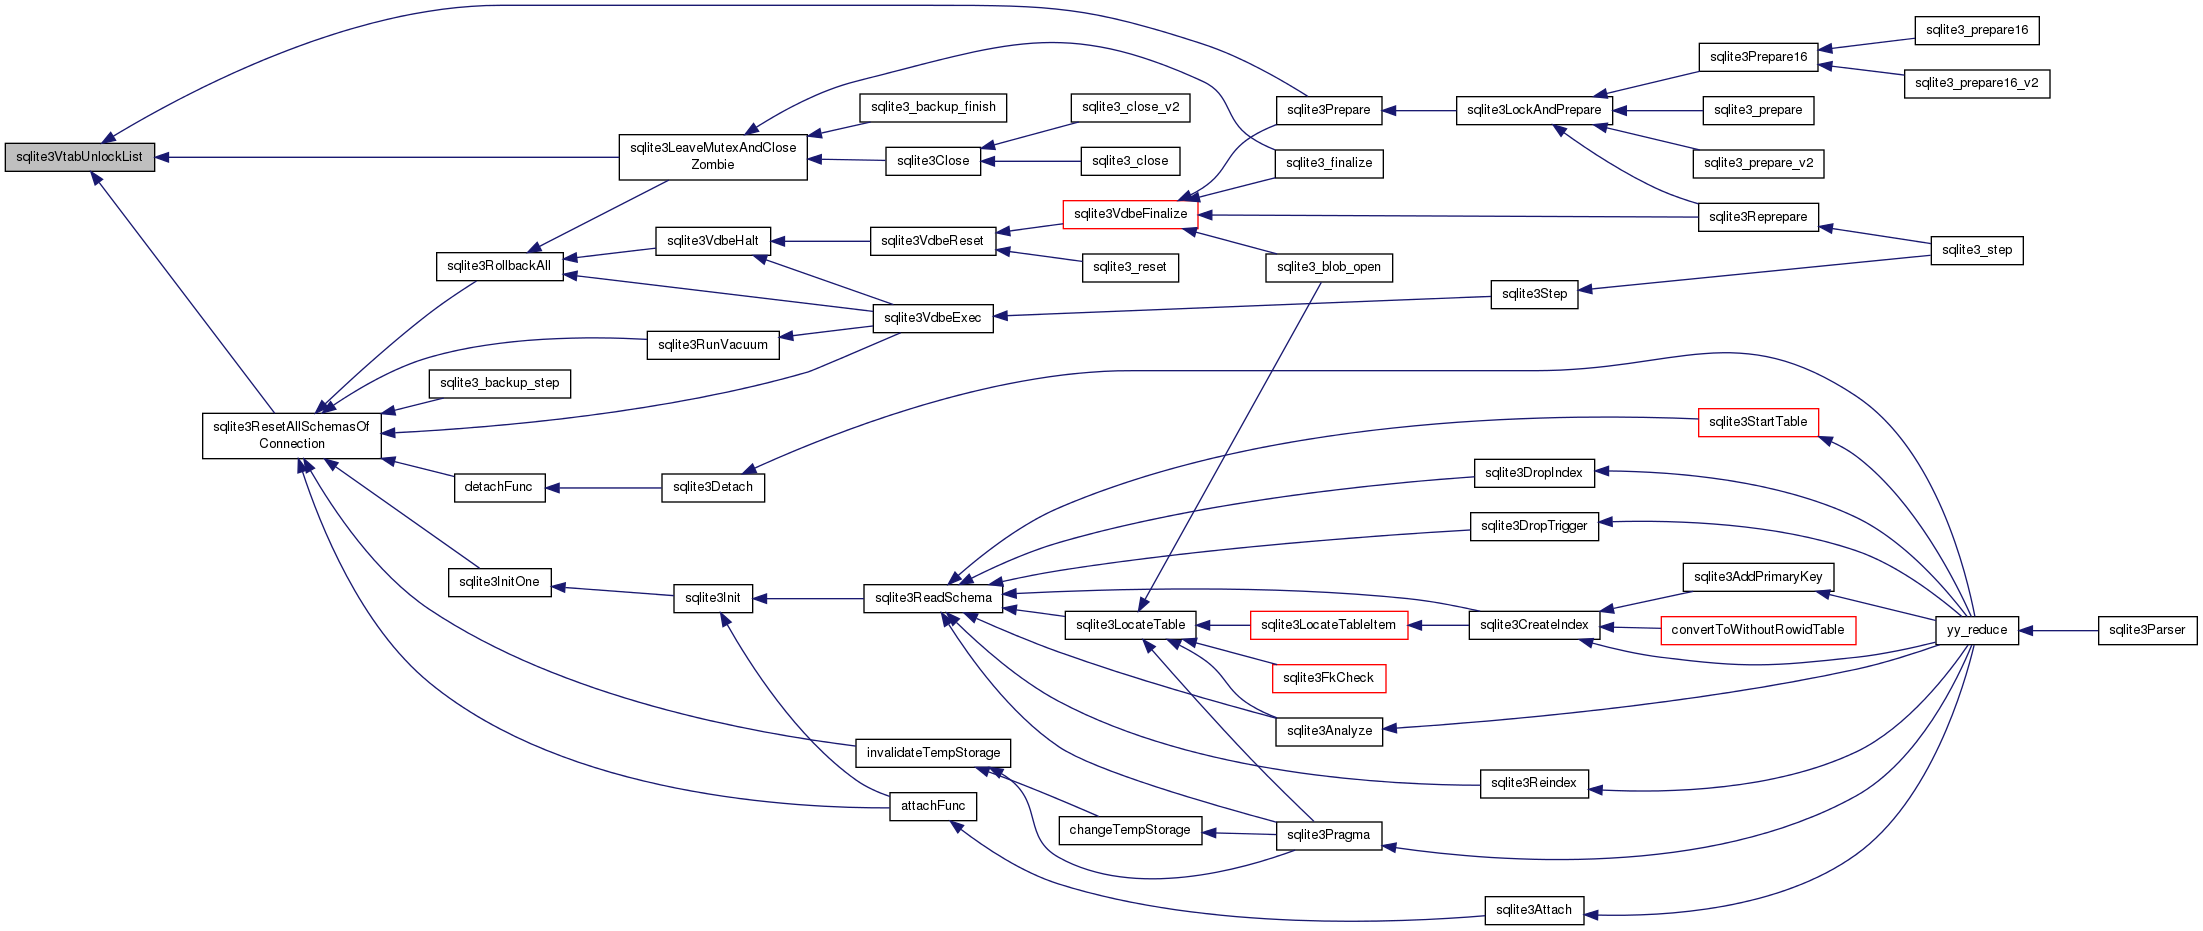 sqlite3_prepare16
sqlite3Prepare16
sqlite3_prepare16_v2
sqlite3_backup_finish
sqlite3_close_v2
sqlite3Prepare
sqlite3LockAndPrepare
sqlite3_prepare
sqlite3VtabUnlockList
sqlite3LeaveMutexAndClose
Zombie
sqlite3Close
sqlite3_close
sqlite3_finalize
sqlite3_prepare_v2
sqlite3VdbeFinalize
sqlite3Reprepare
sqlite3VdbeHalt
sqlite3VdbeReset
sqlite3_step
sqlite3RollbackAll
sqlite3_reset
sqlite3_blob_open
sqlite3Step
sqlite3VdbeExec
sqlite3RunVacuum
sqlite3_backup_step
sqlite3StartTable
sqlite3ResetAllSchemasOf
Connection
sqlite3DropIndex
detachFunc
sqlite3Detach
sqlite3DropTrigger
sqlite3InitOne
sqlite3AddPrimaryKey
sqlite3Init
sqlite3ReadSchema
sqlite3LocateTable
sqlite3LocateTableItem
sqlite3CreateIndex
convertToWithoutRowidTable
yy_reduce
sqlite3Parser
sqlite3FkCheck
sqlite3Analyze
invalidateTempStorage
sqlite3Reindex
attachFunc
changeTempStorage
sqlite3Pragma
sqlite3Attach